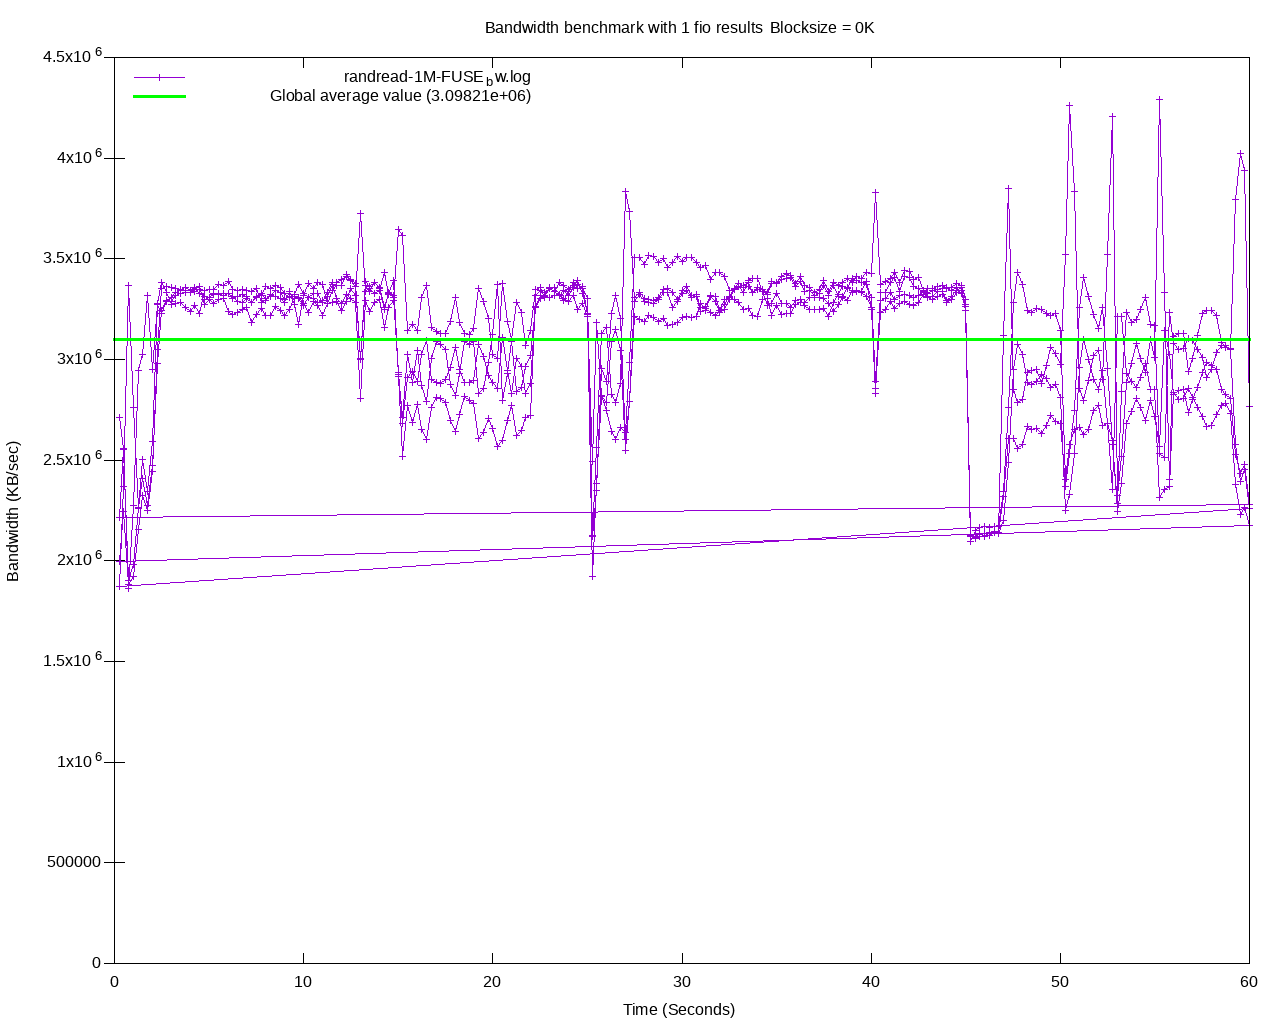 Bandwidth benchmark with 1 fio results Blocksize = 0K
4.5x10 6
4x10 6
3.5x10 6
3x10 6
2.5x10 6
2x10 6
1.5x10 6
1x10 6
500000
0
randread-1M-FUSEbw.log
Global average value (3.09821e+06)
Bandwidth (KB/sec)
0 10 20 30 40 50 60
Time (Seconds)